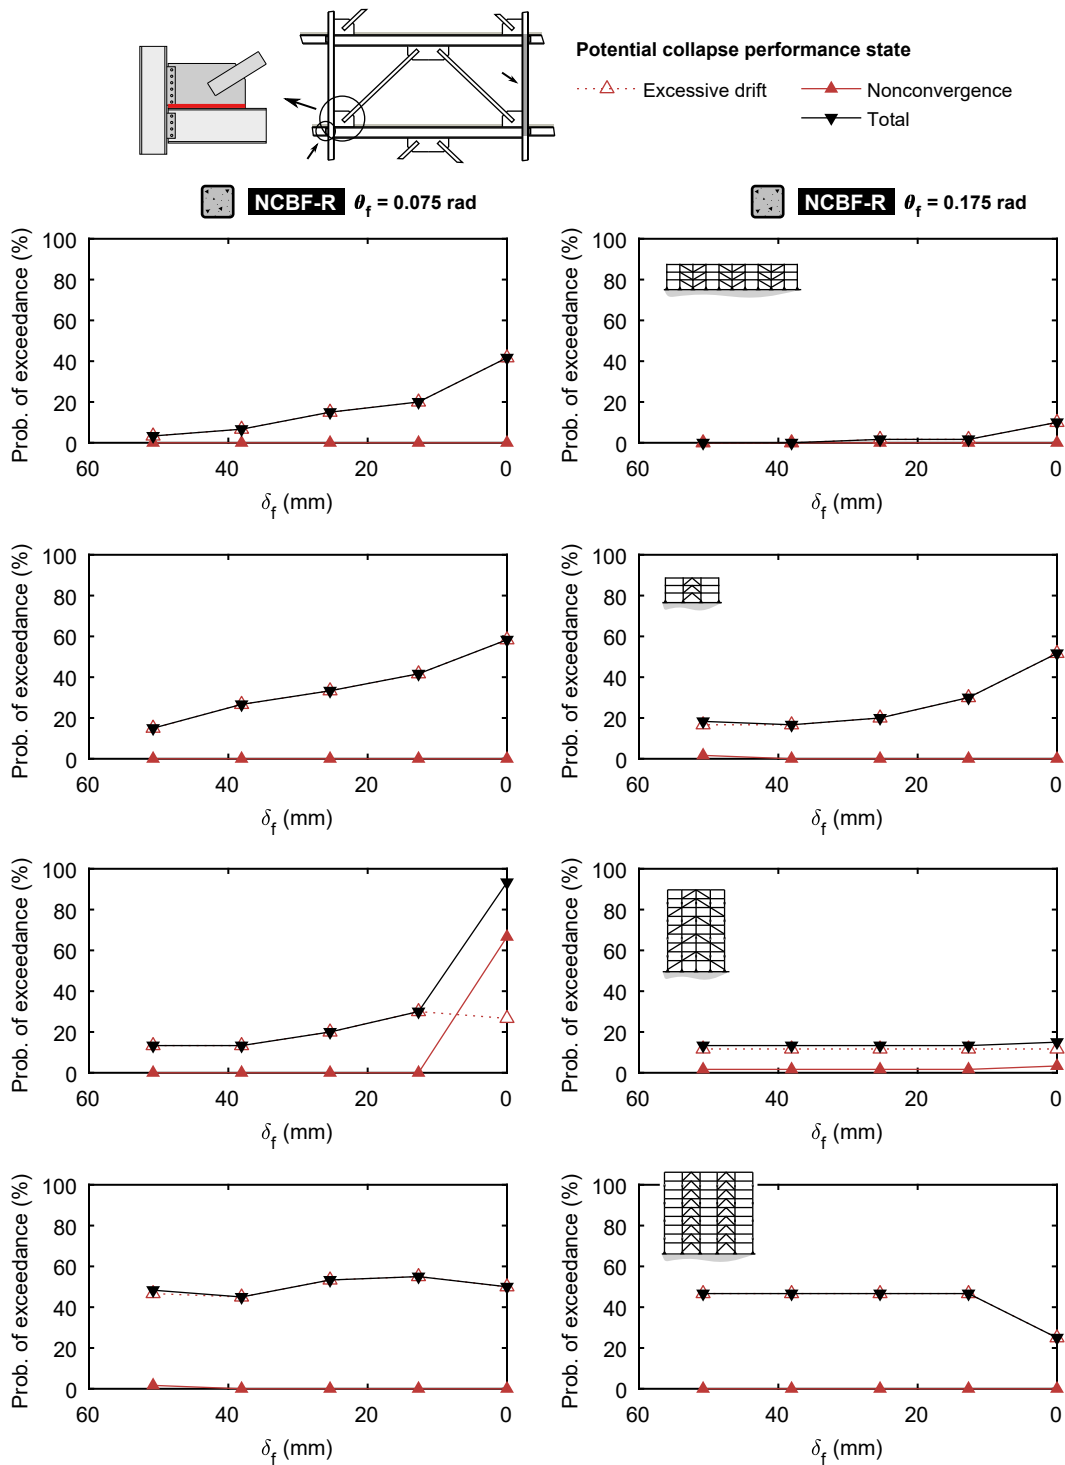 Potential collapse performance state
Excessive drift
Nonconvergence
Total
NCBF-R θf = 0.075 rad
NCBF-R θf = 0.175 rad
Prob. of exceedance (%)
100
80
60
40
20
0
60 40 20 0
δf (mm)
Prob. of exceedance (%)
100
80
60
40
20
0
60 40 20 0
δf (mm)
Prob. of exceedance (%)
100
80
60
40
20
0
60 40 20 0
δf (mm)
Prob. of exceedance (%)
100
80
60
40
20
0
60 40 20 0
δf (mm)
Prob. of exceedance (%)
100
80
60
40
20
0
60 40 20 0
δf (mm)
Prob. of exceedance (%)
100
80
60
40
20
0
60 40 20 0
δf (mm)
Prob. of exceedance (%)
100
80
60
40
20
0
60 40 20 0
δf (mm)
Prob. of exceedance (%)
100
80
60
40
20
0
60 40 20 0
δf (mm)